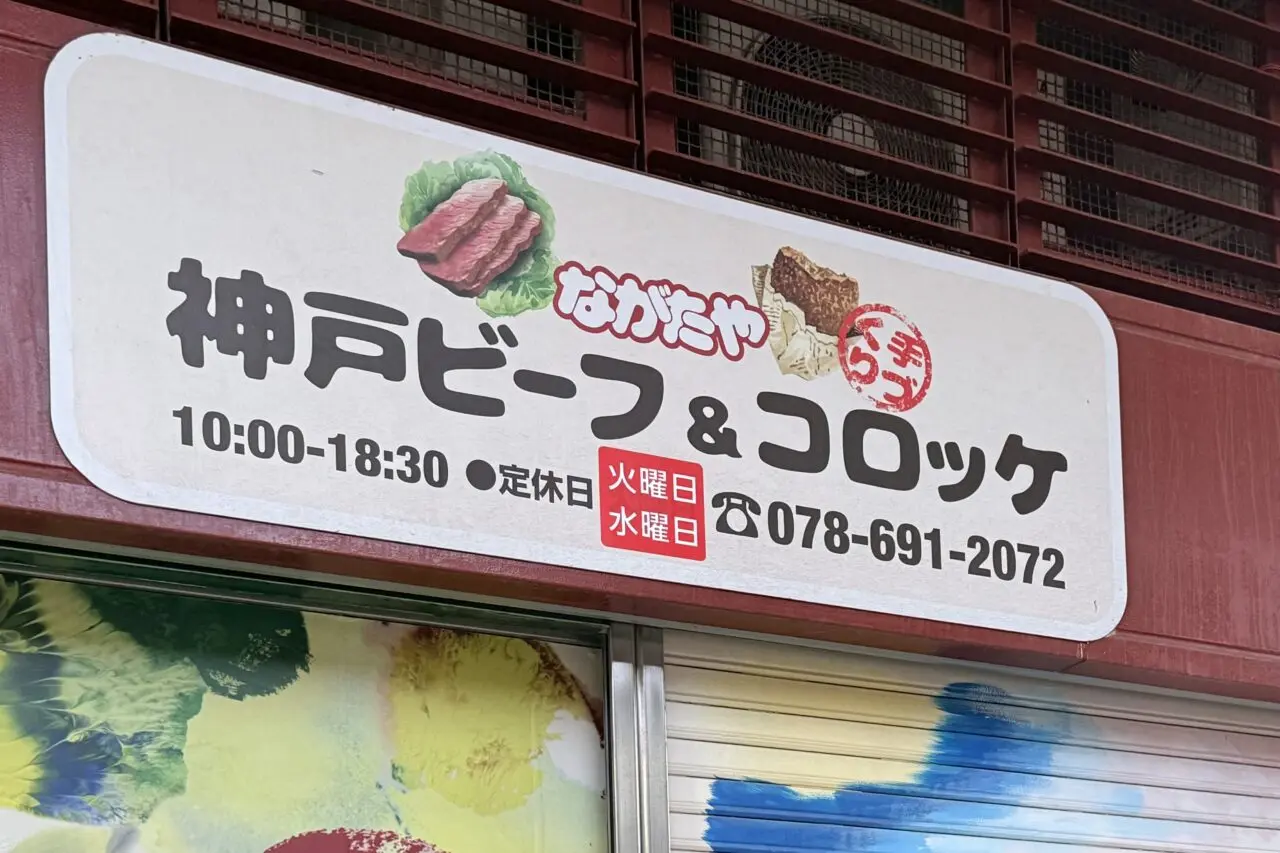 ながたや
手づくり
神戸ビーフ&コロッケ
10:00-18:30 ●定休日 火曜日 水曜日 ☎078-691-2072